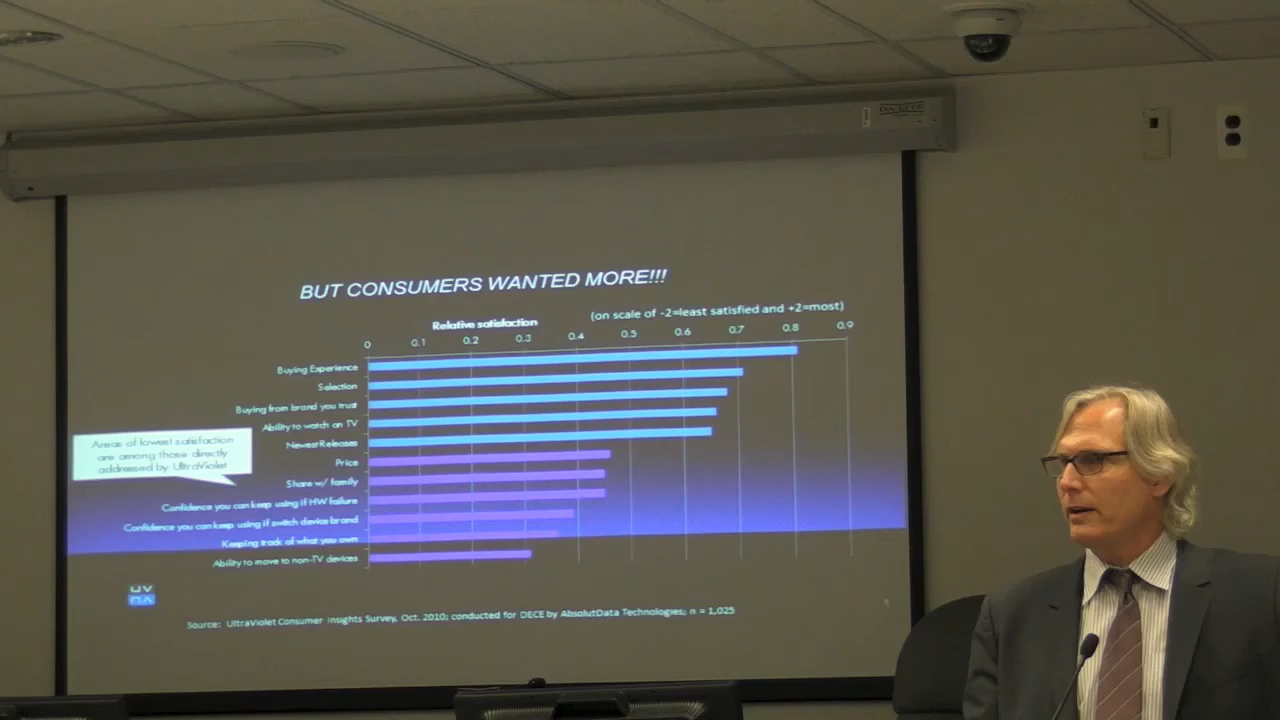 DA-LITE
BUT CONSUMERS WANTED MORE!!!
(on scale of -2=least satisfied and +2=most)
Relative satisfaction
0 0.1 0.2 0.3 0.4 0.5 0.6 0.7 0.8 0.9
Buying Experience
Selection
Buying from brand you trust
Ability to watch on TV
Newest Releases
Price
Share w/ family
Confidence you can keep using if HW failure
Confidence you can keep using if switch device brand
Keeping track of what you own
Ability to move to non-TV devices
Areas of lowest satisfaction
are among those directly
addressed by UltraViolet
UV
Source: UltraViolet Consumer Insights Survey, Oct. 2010; conducted for DECE by AbsolutData Technologies; n = 1,025